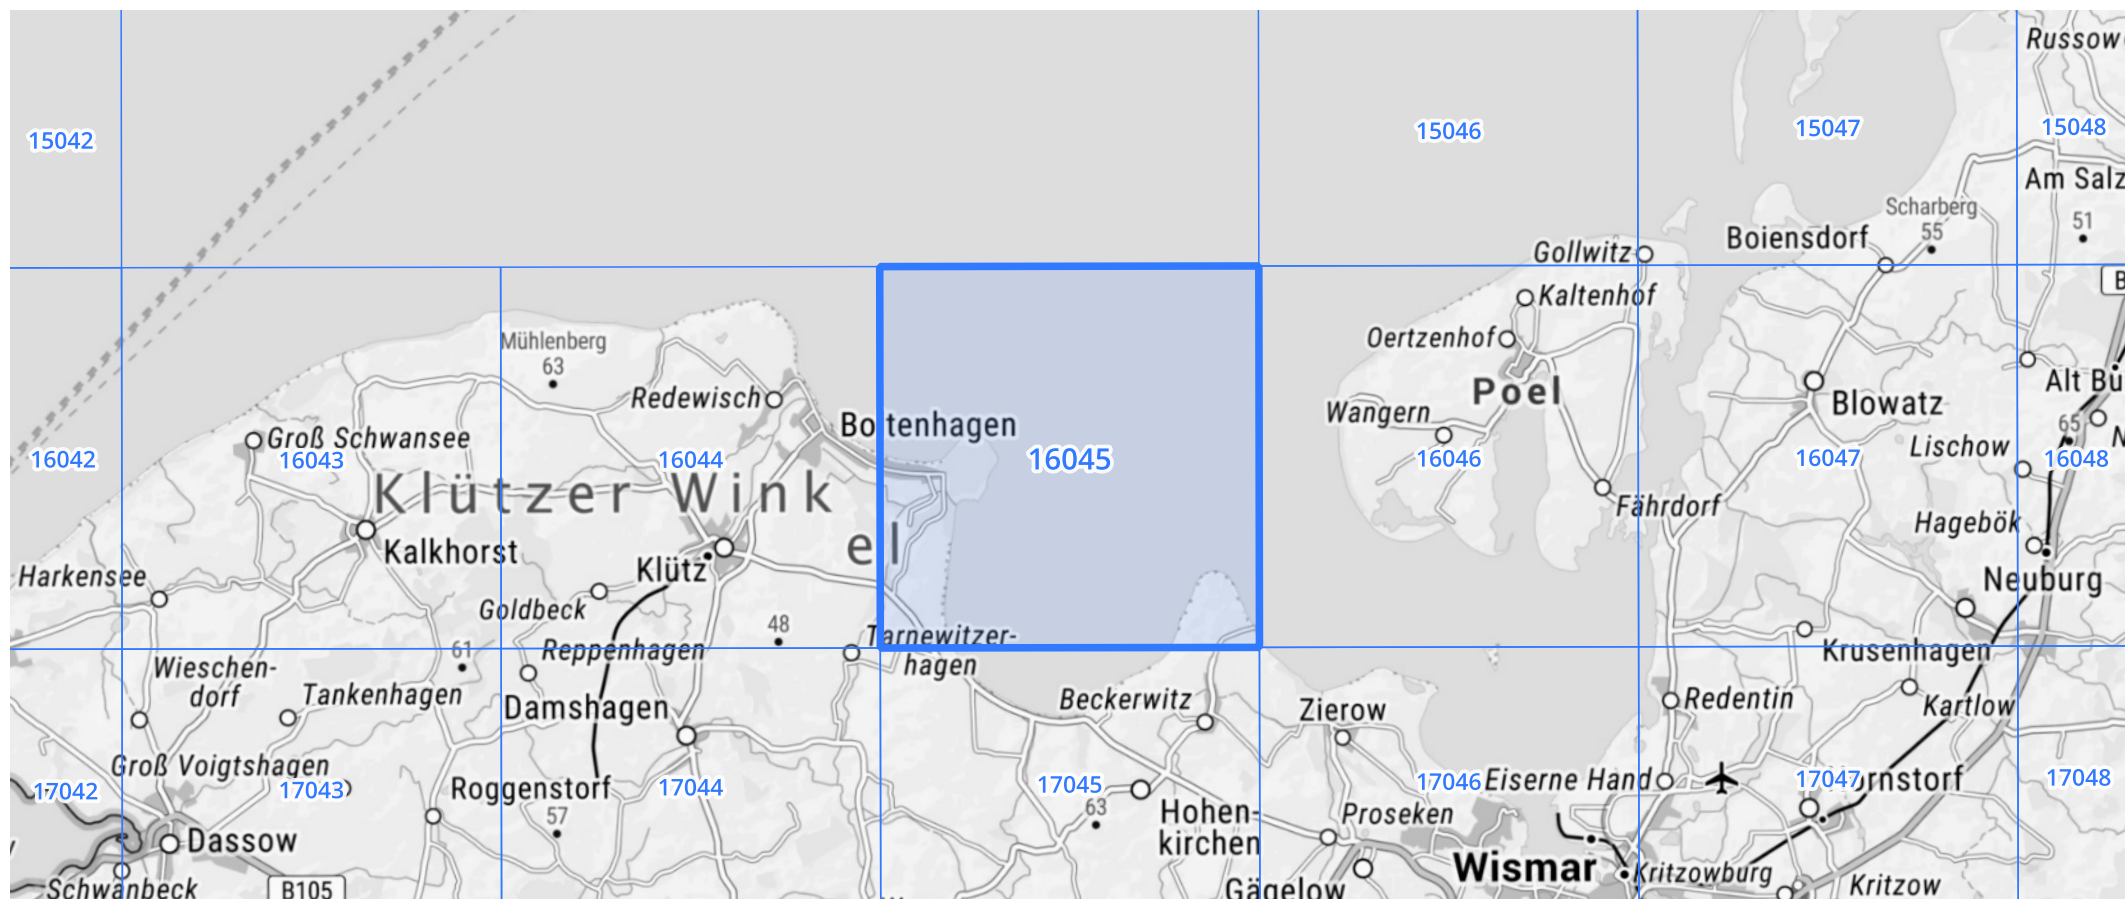 Russow
15042
15046
15047
15048
Am Salz
Scharberg
55
51
Boiensdorf
Gollwitz
B
Kaltenhof
Mühlenberg
63
Oertzenhof
Poel
Redewisch
Alt Bu
Blowatz
Wangern
Boltenhagen
65
N
Groß Schwansee
Lischow
16042
16043
16044
16045
16046
16047
16048
Klützer Wink
el
Fährdorf
Hagebök
Kalkhorst
Klütz
Harkensee
Neuburg
Goldbeck
48
Tarnewitzer-
hagen
61
Reppenhagen
Krusenhagen
Wieschen-
dorf
Tankenhagen
Damshagen
Beckerwitz
Zierow
Redentin
Kartlow
Groß Voigtshagen
17042
17043
Roggenstorf
17044
17045
17046
Eiserne Hand
17047
ornstorf
17048
57
63
Hohen-
kirchen
Proseken
Dassow
Wismar
Kritzowburg
Schwanbeck
B105
Gägelow
Kritzow